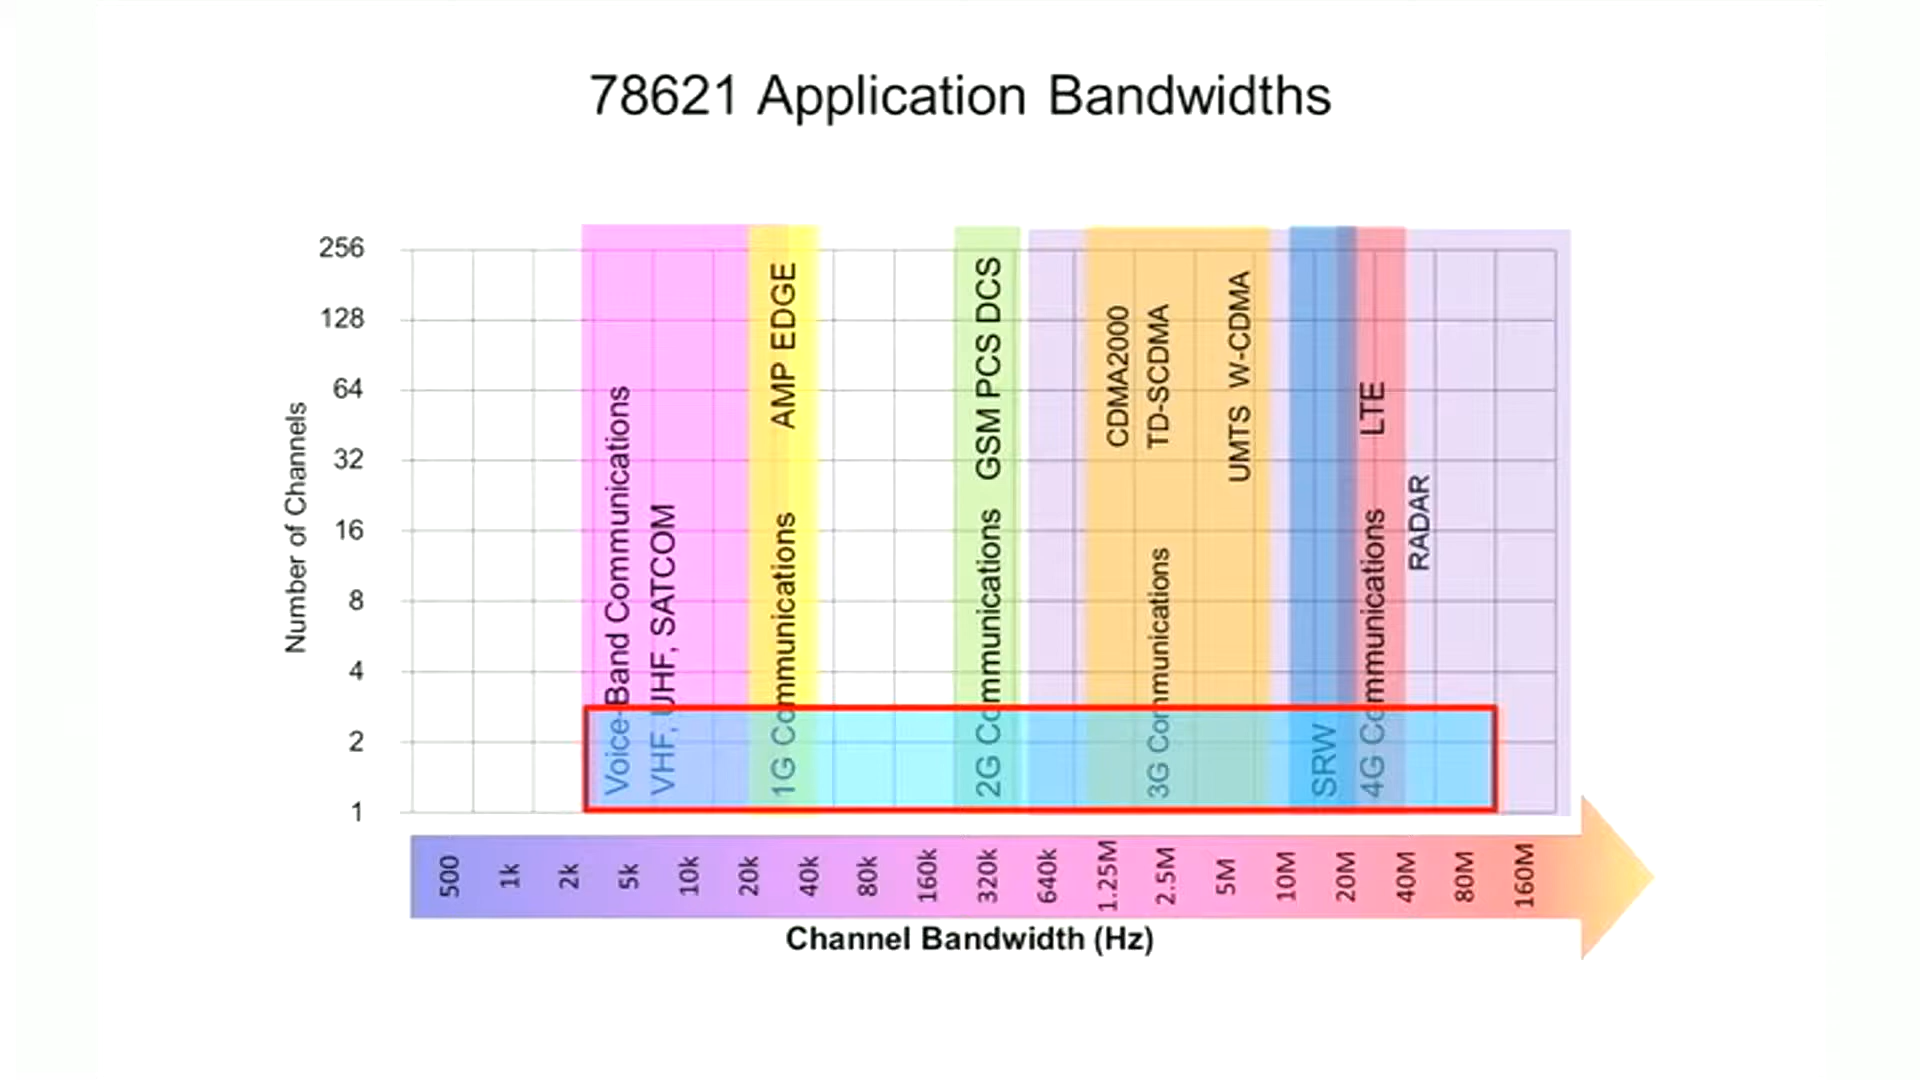 78621 Application Bandwidths
Number of Channels
256
128
64
32
16
8
4
2
1
Voice-Band Communications
VHF, UHF, SATCOM
1G Communications AMP EDGE
2G Communications GSM PCS DCS
3G Communications
CDMA2000
TD-SCDMA
UMTS W-CDMA
SRW
4G Communications LTE
RADAR
500 1k 2k 5k 10k 20k 40k 80k 160k 320k 640k 1.25M 2.5M 5M 10M 20M 40M 80M 160M
Channel Bandwidth (Hz)